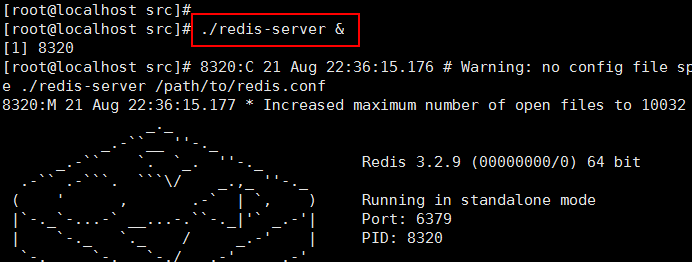 [root@localhost src]#
[root@localhost src]# ./redis-server &
[1] 8320
[root@localhost src]# 8320:C 21 Aug 22:36:15.176 # Warning: no config file sp
e ./redis-server /path/to/redis.conf
8320:M 21 Aug 22:36:15.177 * Increased maximum number of open files to 10032
Redis 3.2.9 (00000000/0) 64 bit
Running in standalone mode
Port: 6379
PID: 8320